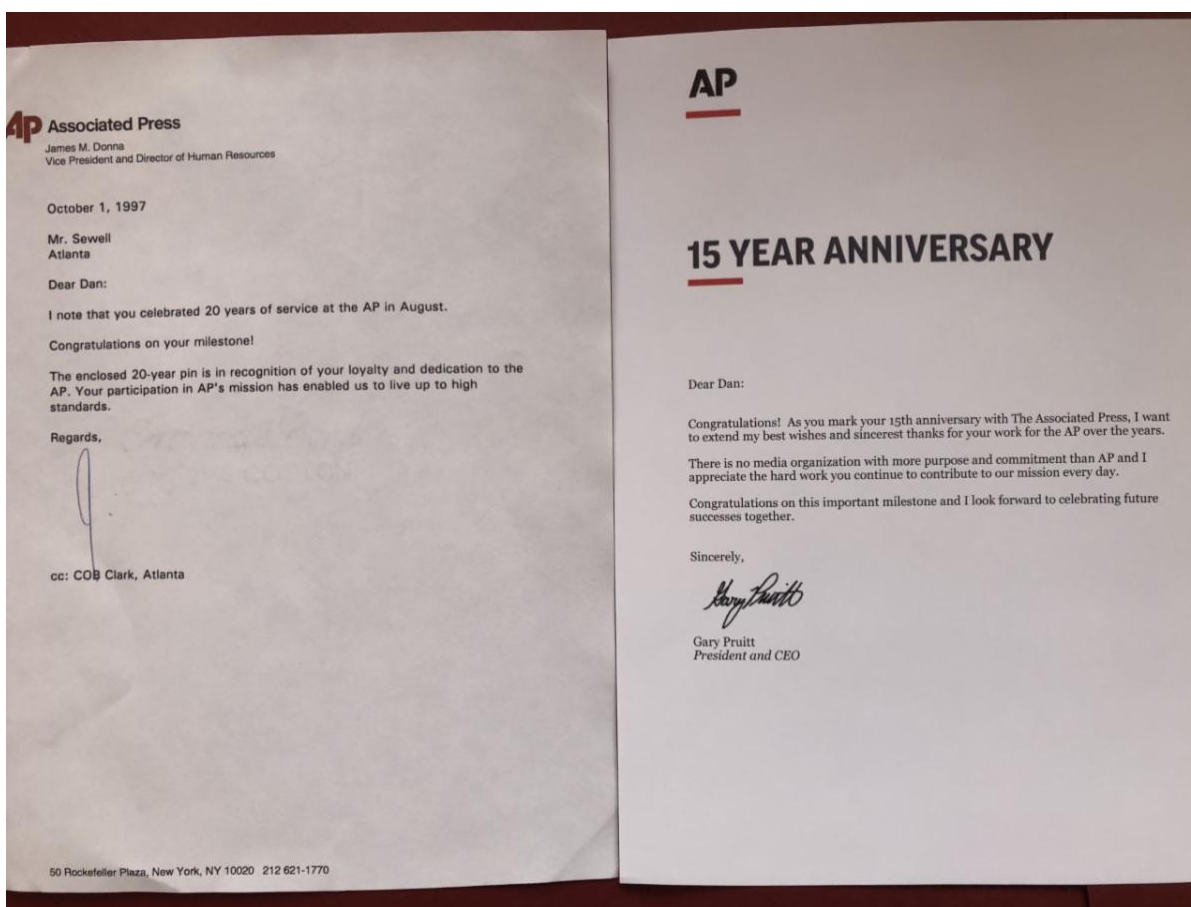 AP Associated Press
James M. Donna
Vice President and Director of Human Resources
October 1, 1997
Mr. Sewell
Atlanta
Dear Dan:
I note that you celebrated 20 years of service at the AP in August.
Congratulations on your milestone!
The enclosed 20-year pin is in recognition of your loyalty and dedication to the
AP. Your participation in AP's mission has enabled us to live up to high
standards.
Regards,
cc: COB Clark, Atlanta
50 Rockefeller Plaza, New York, NY 10020 212 621-1770
AP
15 YEAR ANNIVERSARY
Dear Dan:
Congratulations! As you mark your 15th anniversary with The Associated Press, I want
to extend my best wishes and sincerest thanks for your work for the AP over the years.
There is no media organization with more purpose and commitment than AP and I
appreciate the hard work you continue to contribute to our mission every day.
Congratulations on this important milestone and I look forward to celebrating future
successes together.
Sincerely,
Gary Pruitt
Gary Pruitt
President and CEO